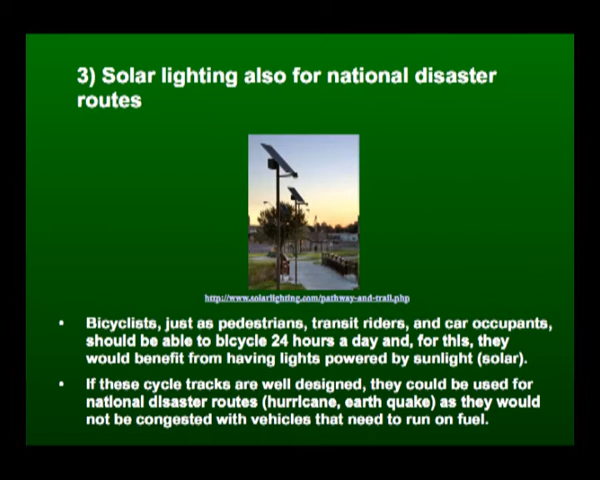 3) Solar lighting also for national disaster
routes
http://www.solarlighting.com/pathway-and-trail.php
• Bicyclists, just as pedestrians, transit riders, and car occupants,
should be able to bicycle 24 hours a day and, for this, they
would benefit from having lights powered by sunlight (solar).
• If these cycle tracks are well designed, they could be used for
national disaster routes (hurricane, earth quake) as they would
not be congested with vehicles that need to run on fuel.